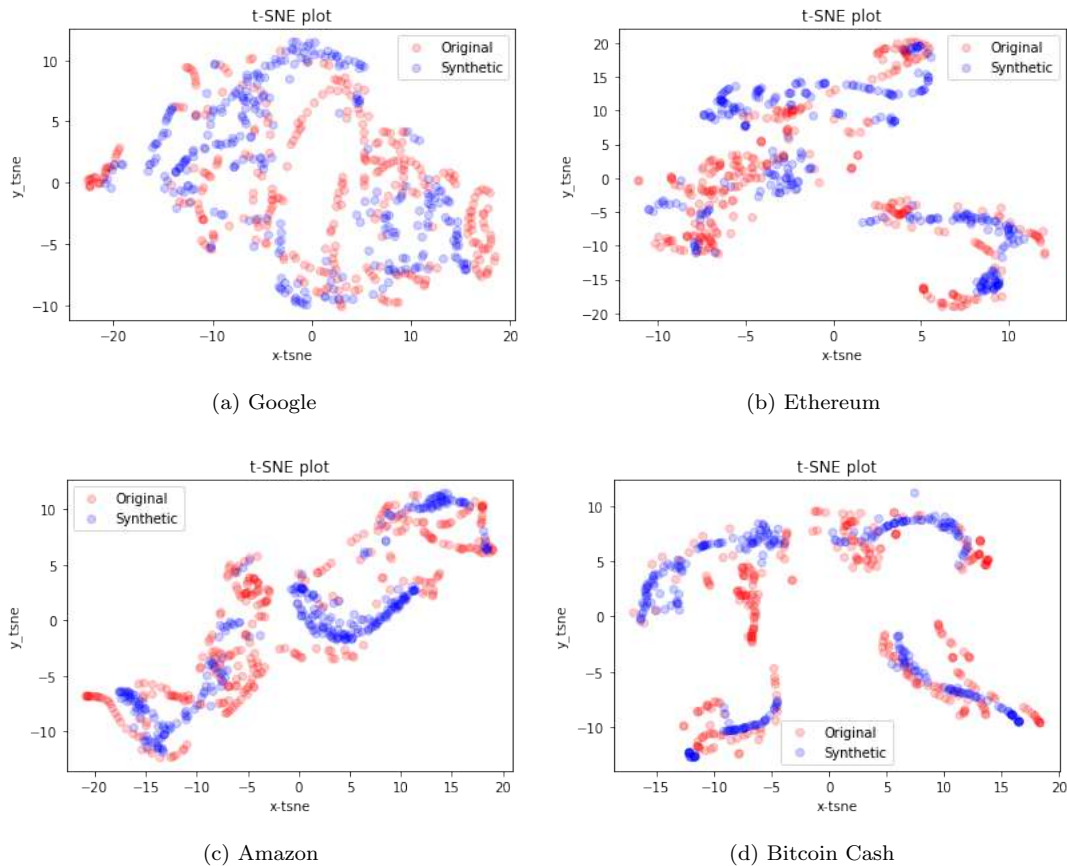 t-SNE plot
Original
Synthetic
10
5
0
−5
−10
y_tsne
−20
−10
0
10
20
x-tsne
(a) Google
t-SNE plot
Original
Synthetic
20
15
10
5
0
−5
−10
−15
−20
y_tsne
−10
−5
0
5
10
x-tsne
(b) Ethereum
t-SNE plot
Original
Synthetic
10
5
0
−5
−10
y_tsne
−20
−15
−10
−5
0
5
10
15
20
x-tsne
(c) Amazon
t-SNE plot
10
5
0
−5
−10
y_tsne
Original
Synthetic
−15
−10
−5
0
5
10
15
20
x-tsne
(d) Bitcoin Cash